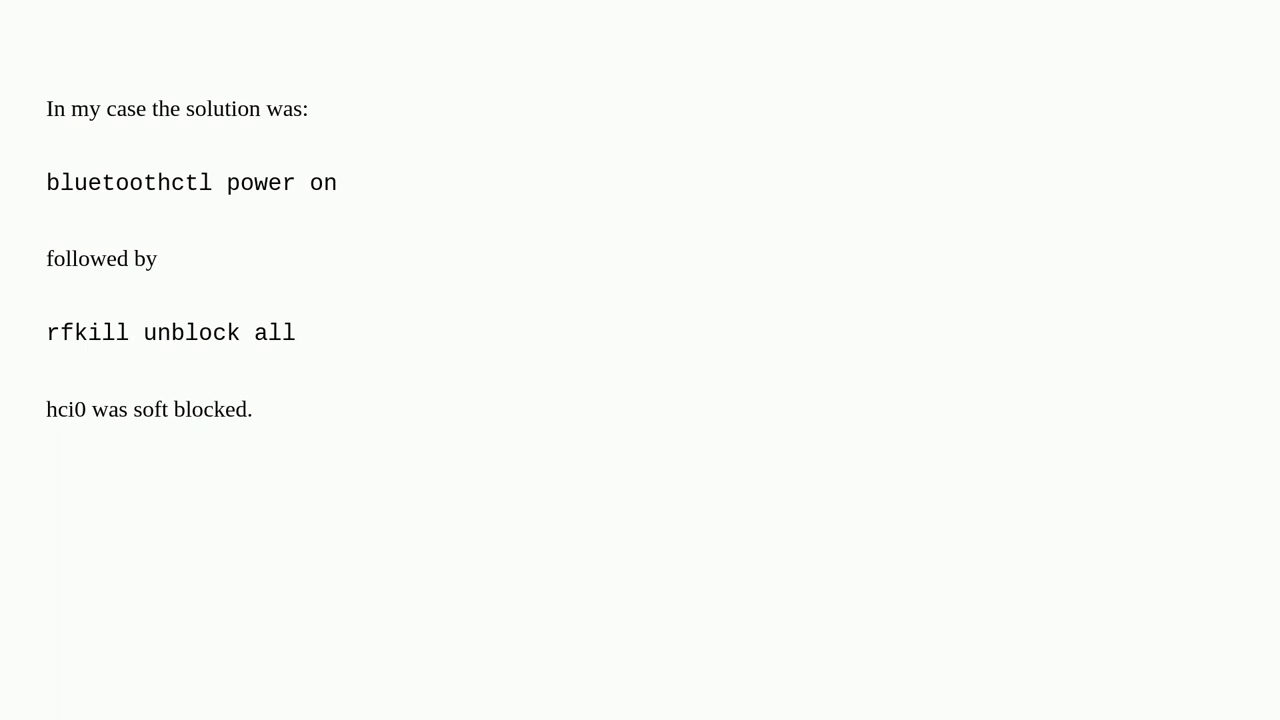 In my case the solution was:
bluetoothctl power on
followed by
rfkill unblock all
hci0 was soft blocked.